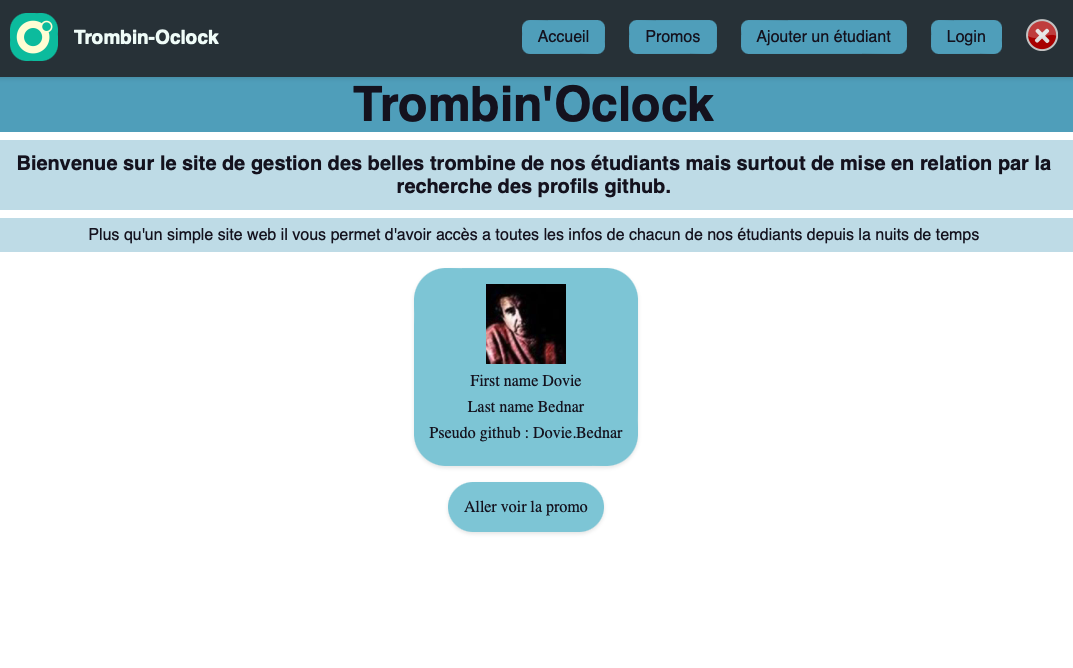 Trombin-Oclock
Accueil
Promos
Ajouter un étudiant
Login
Trombin'Oclock
Bienvenue sur le site de gestion des belles trombine de nos étudiants mais surtout de mise en relation par la
recherche des profils github.
Plus qu'un simple site web il vous permet d'avoir accès a toutes les infos de chacun de nos étudiants depuis la nuits de temps
First name Dovie
Last name Bednar
Pseudo github : Dovie.Bednar
Aller voir la promo